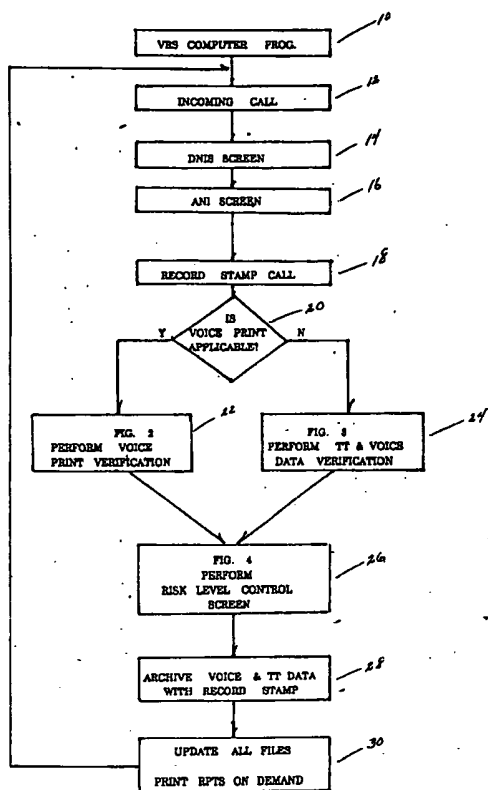 VRS COMPUTER PROG.
10
INCOMING CALL
12
DNIS SCREEN
14
ANI SCREEN
16
RECORD STAMP CALL
18
IS
VOICE PRINT
APPLICABLE?
20
Y
N
FIG. 2
PERFORM VOICE
PRINT VERIFICATION
22
FIG. 3
PERFORM TT & VOICE
DATA VERIFICATION
24
FIG. 4
PERFORM
RISK LEVEL CONTROL
SCREEN
26
ARCHIVE VOICE & TT DATA
WITH RECORD STAMP
28
UPDATE ALL FILES
PRINT RPTS ON DEMAND
30